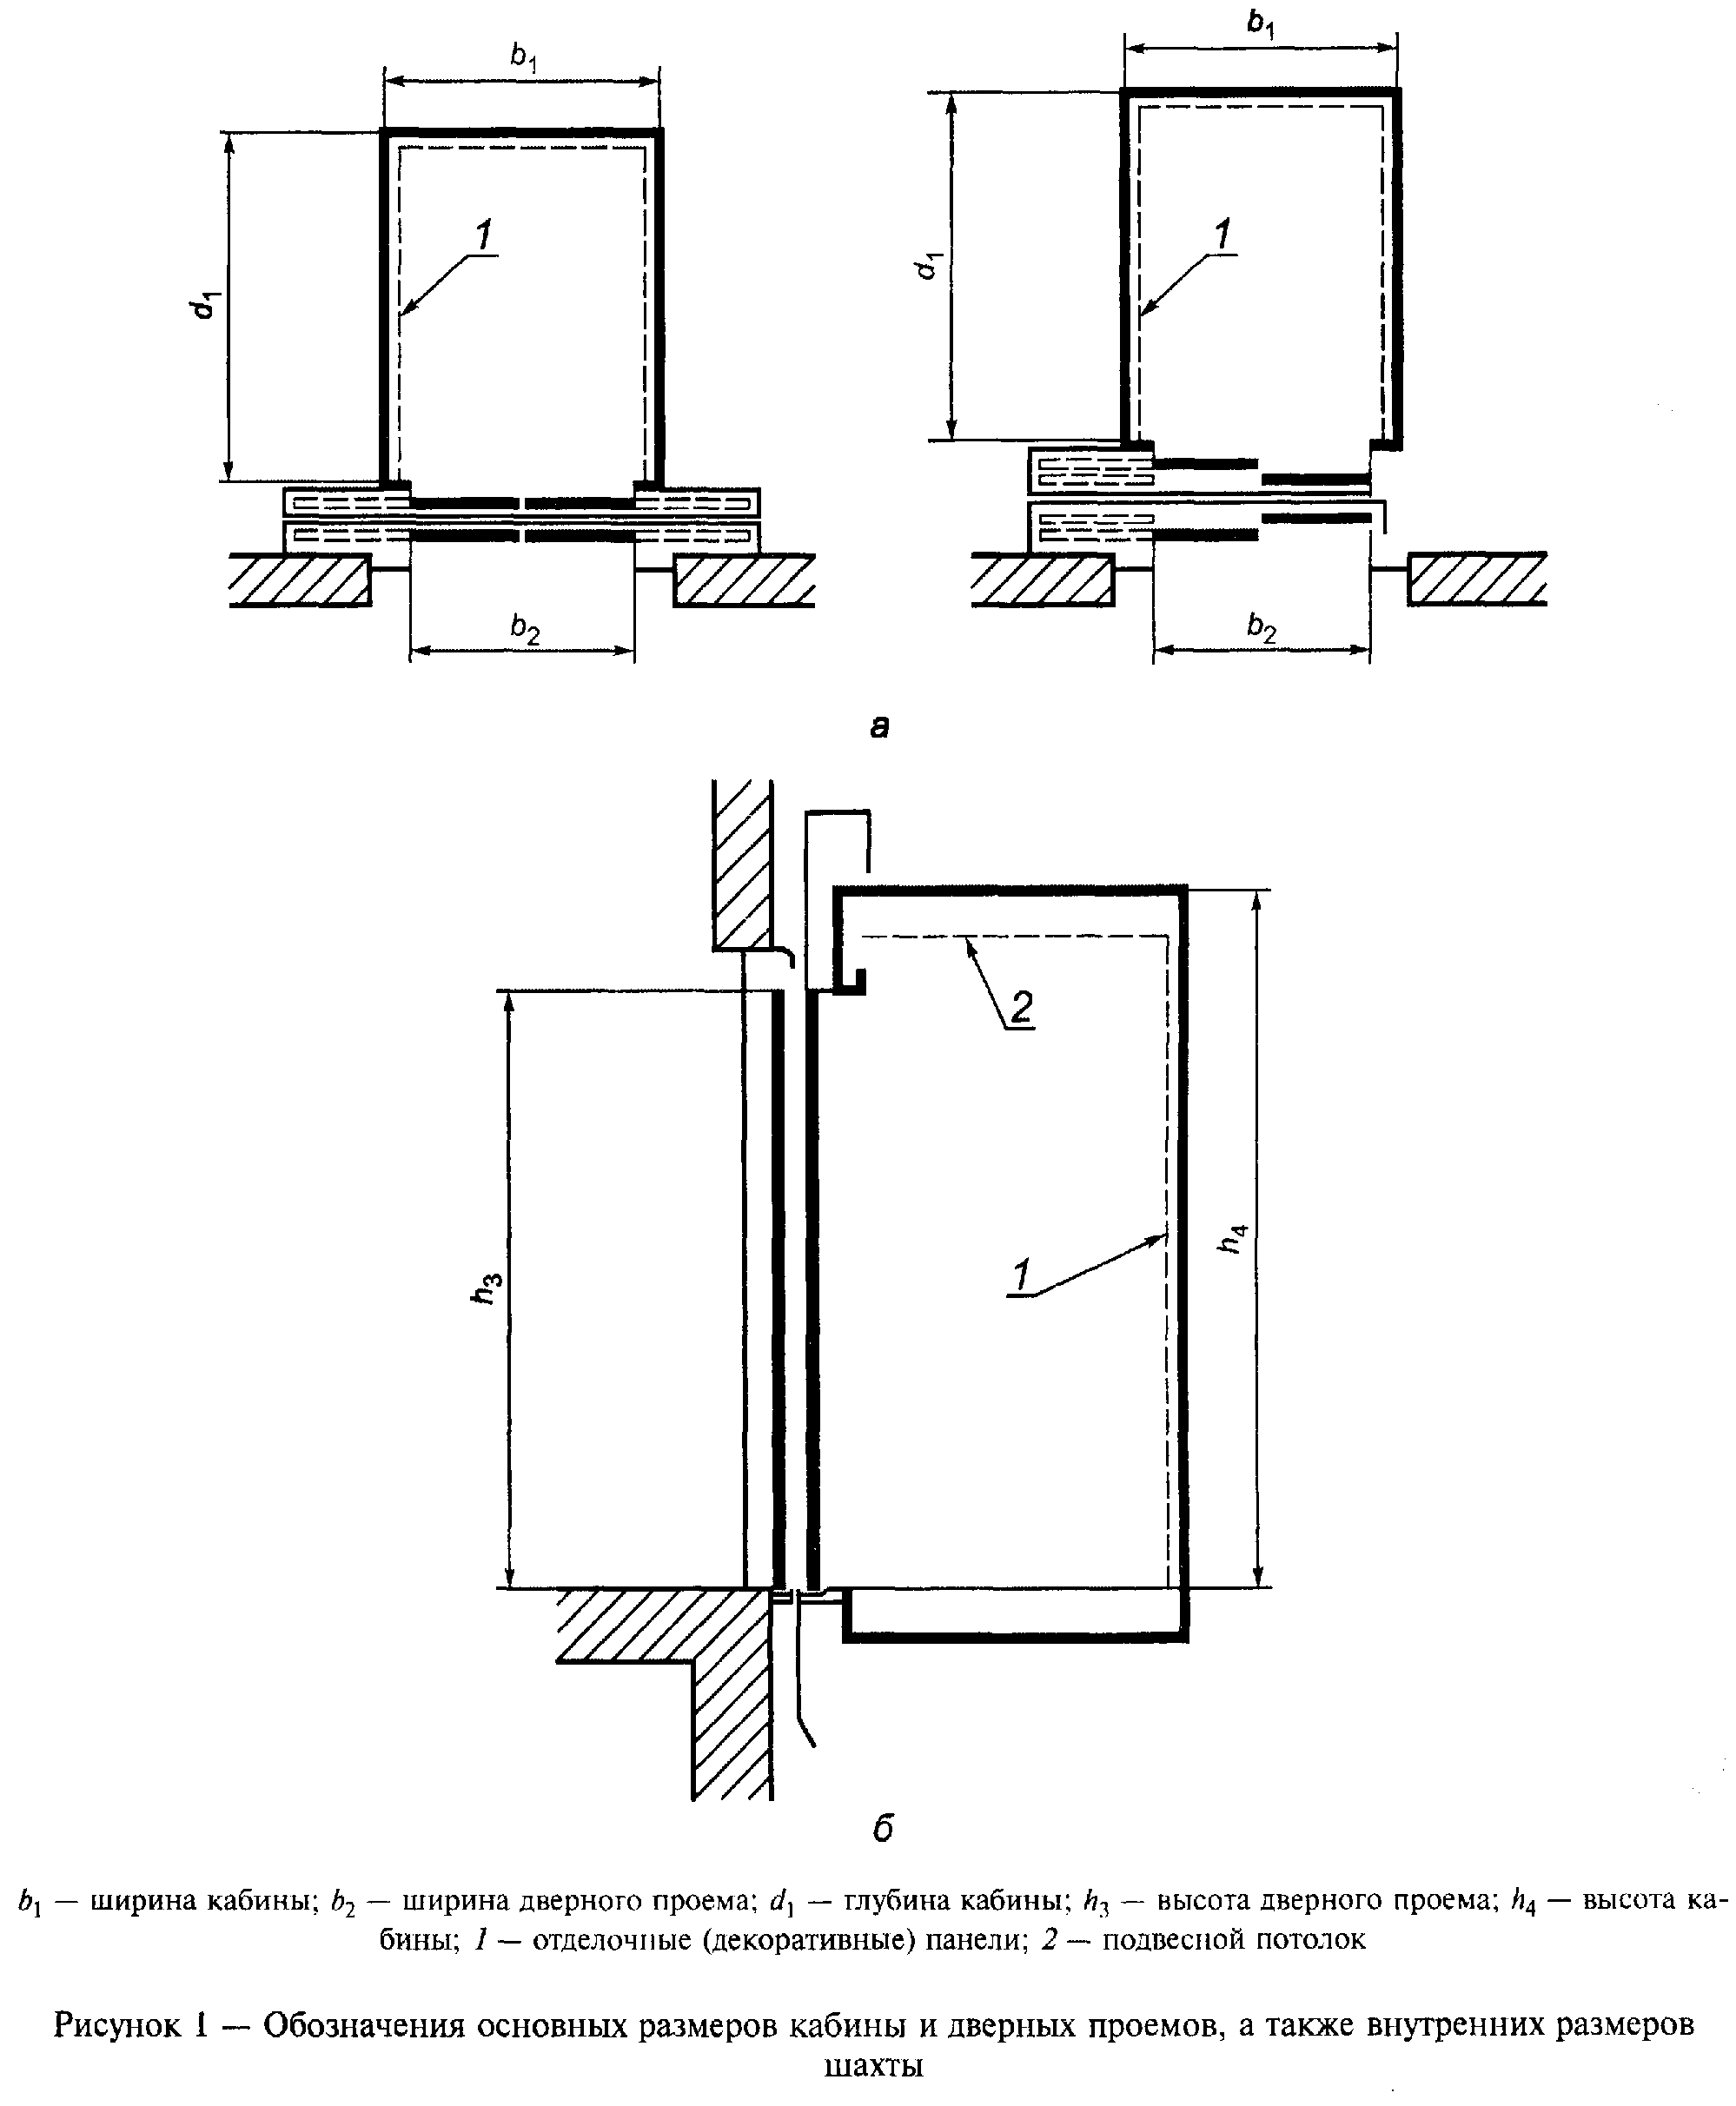 b₁
b₁
d₁
1
d₁
1
b₂
b₂
а
2
h₃
1
h₄
б
b₁ — ширина кабины; b₂ — ширина дверного проема; d₁ — глубина кабины; h₃ — высота дверного проема; h₄ — высота ка-
бины; 1 — отделочные (декоративные) панели; 2 — подвесной потолок
Рисунок 1 — Обозначения основных размеров кабины и дверных проемов, а также внутренних размеров
шахты